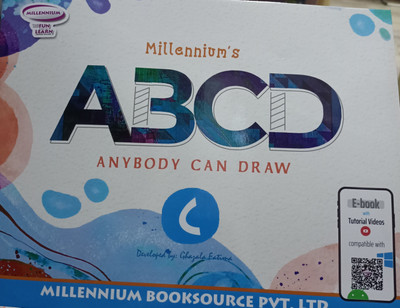 MILLENNIUM
FUN
LEARN
Millennium's
ABCD
ANYBODY CAN DRAW
C
Developed by: Ghazala
E-book
with
Tutorial Videos
compatible with
MILLENNIUM BOOKSOURCE PVT. LTD